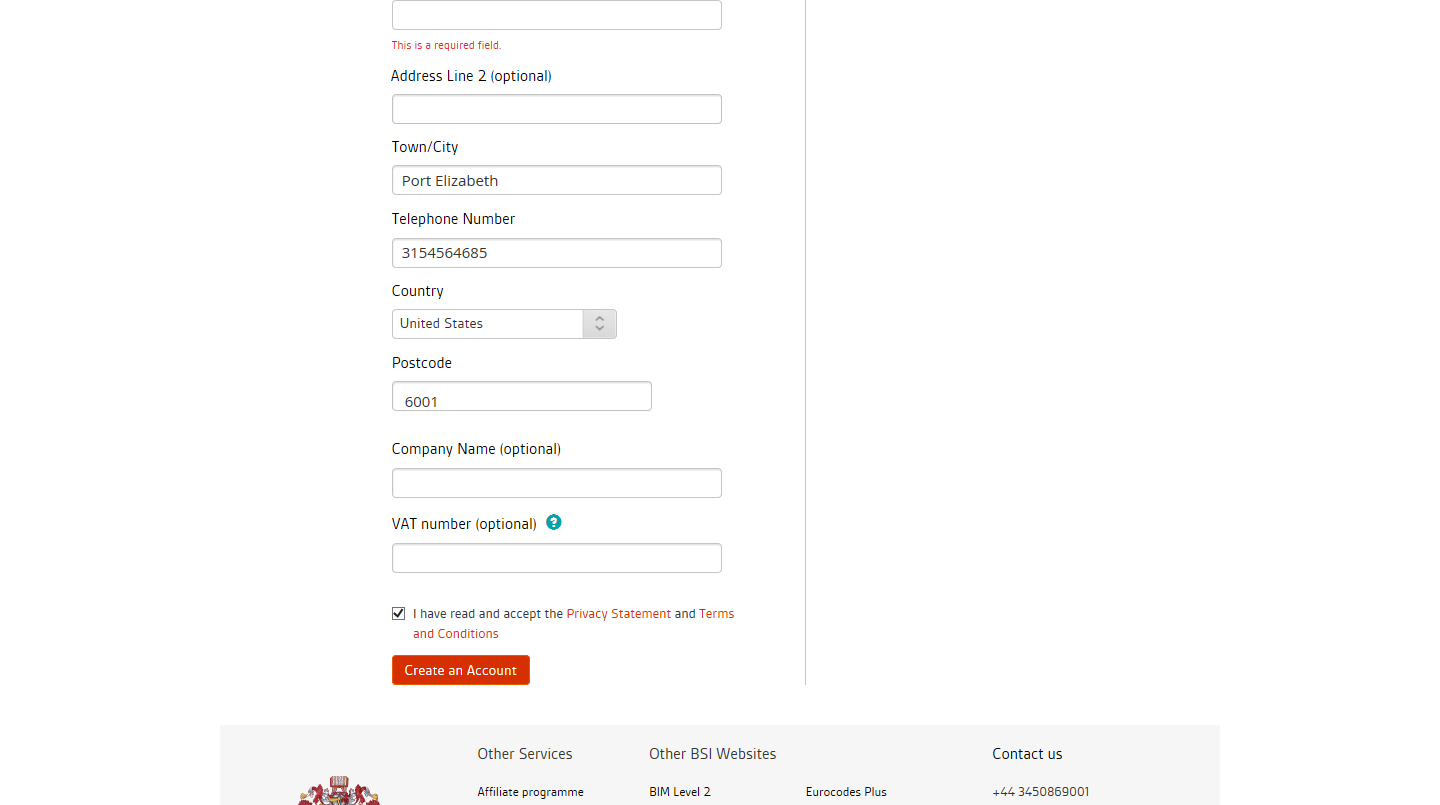 This is a required field.
Address Line 2 (optional)
Town/City
Port Elizabeth
Telephone Number
3154564685
Country
United States
Postcode
6001
Company Name (optional)
VAT number (optional) ?
I have read and accept the Privacy Statement and Terms
and Conditions
Create an Account
Other Services
Other BSI Websites
Contact us
Affiliate programme
BIM Level 2
Eurocodes Plus
+44 3450869001